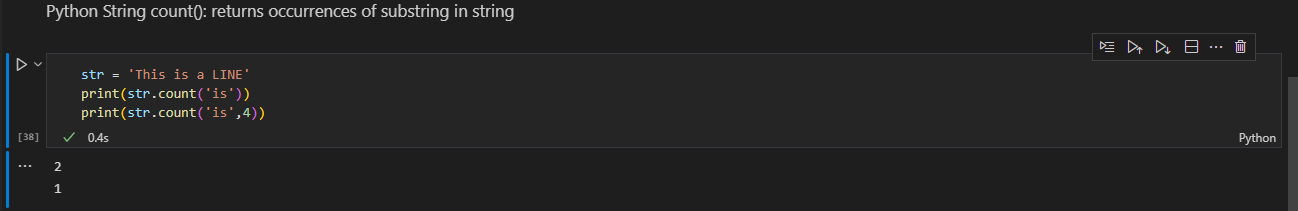 Python String count(): returns occurrences of substring in string
str = 'This is a LINE'
print(str.count('is'))
print(str.count('is',4))
[38]
0.4s
Python
2
1